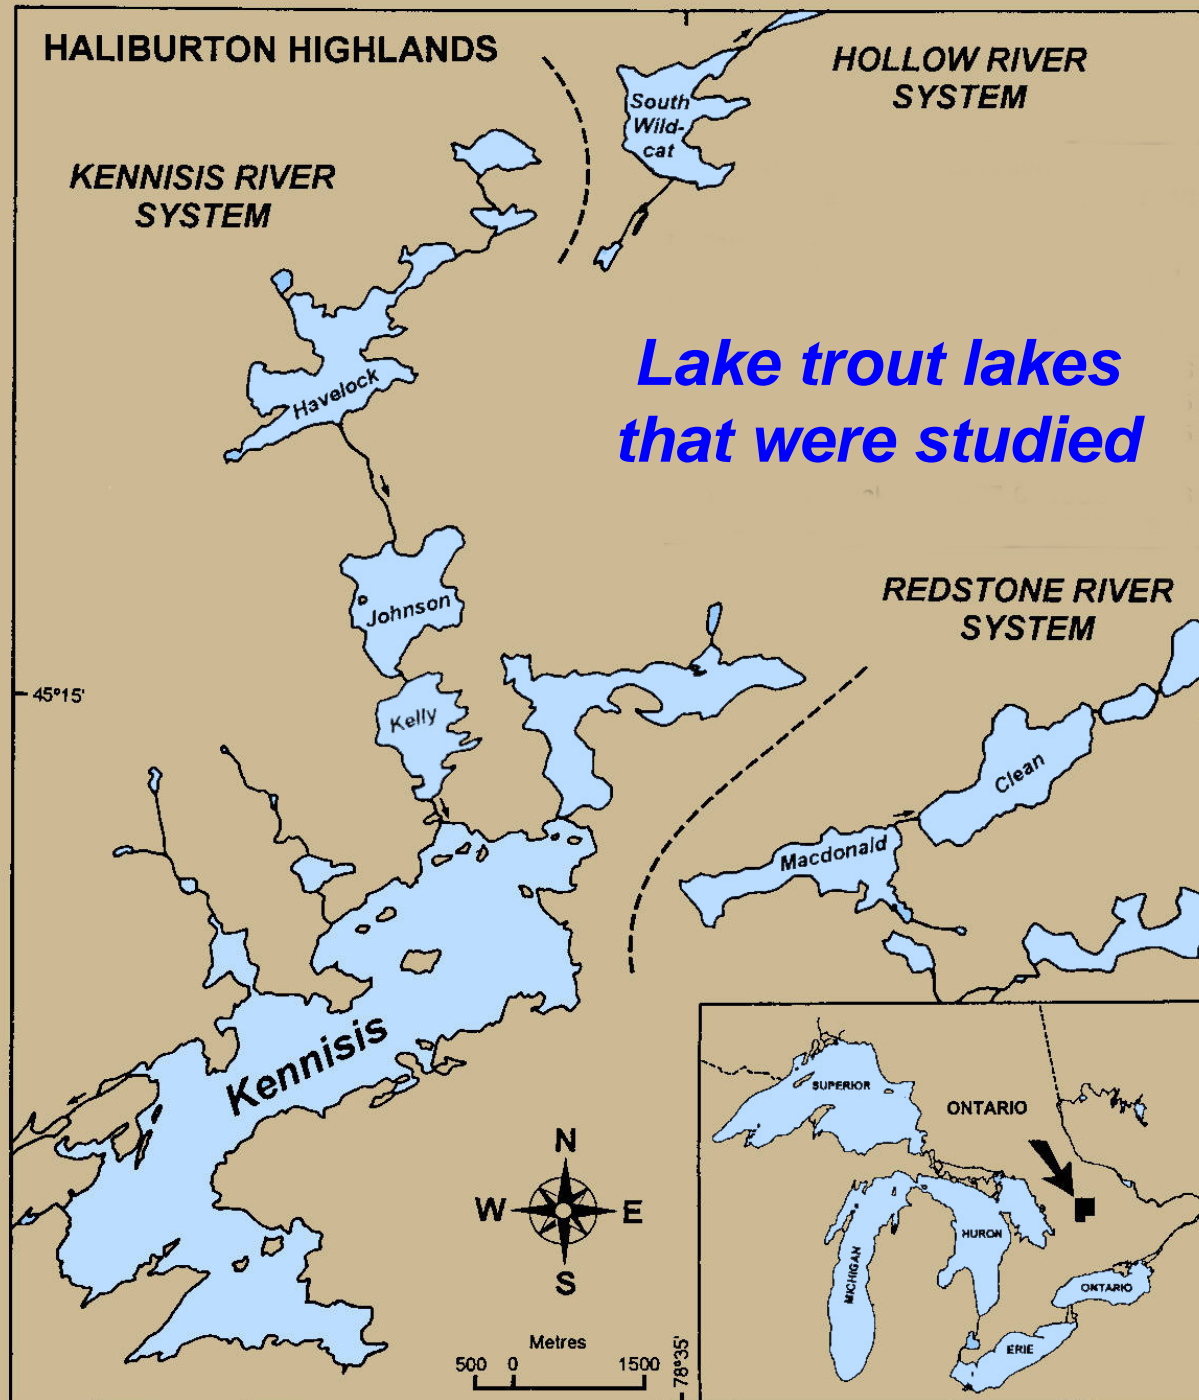 HALIBURTON HIGHLANDS
HOLLOW RIVER
SYSTEM
South
Wild-
cat
KENNISIS RIVER
SYSTEM
Lake trout lakes
that were studied
Havelock
Johnson
REDSTONE RIVER
SYSTEM
45°15'
Kelly
Clean
Macdonald
Kennisis
SUPERIOR
ONTARIO
HURON
MICHIGAN
ONTARIO
ERIE
N
W E
S
Metres
500 0 1500
78°35'